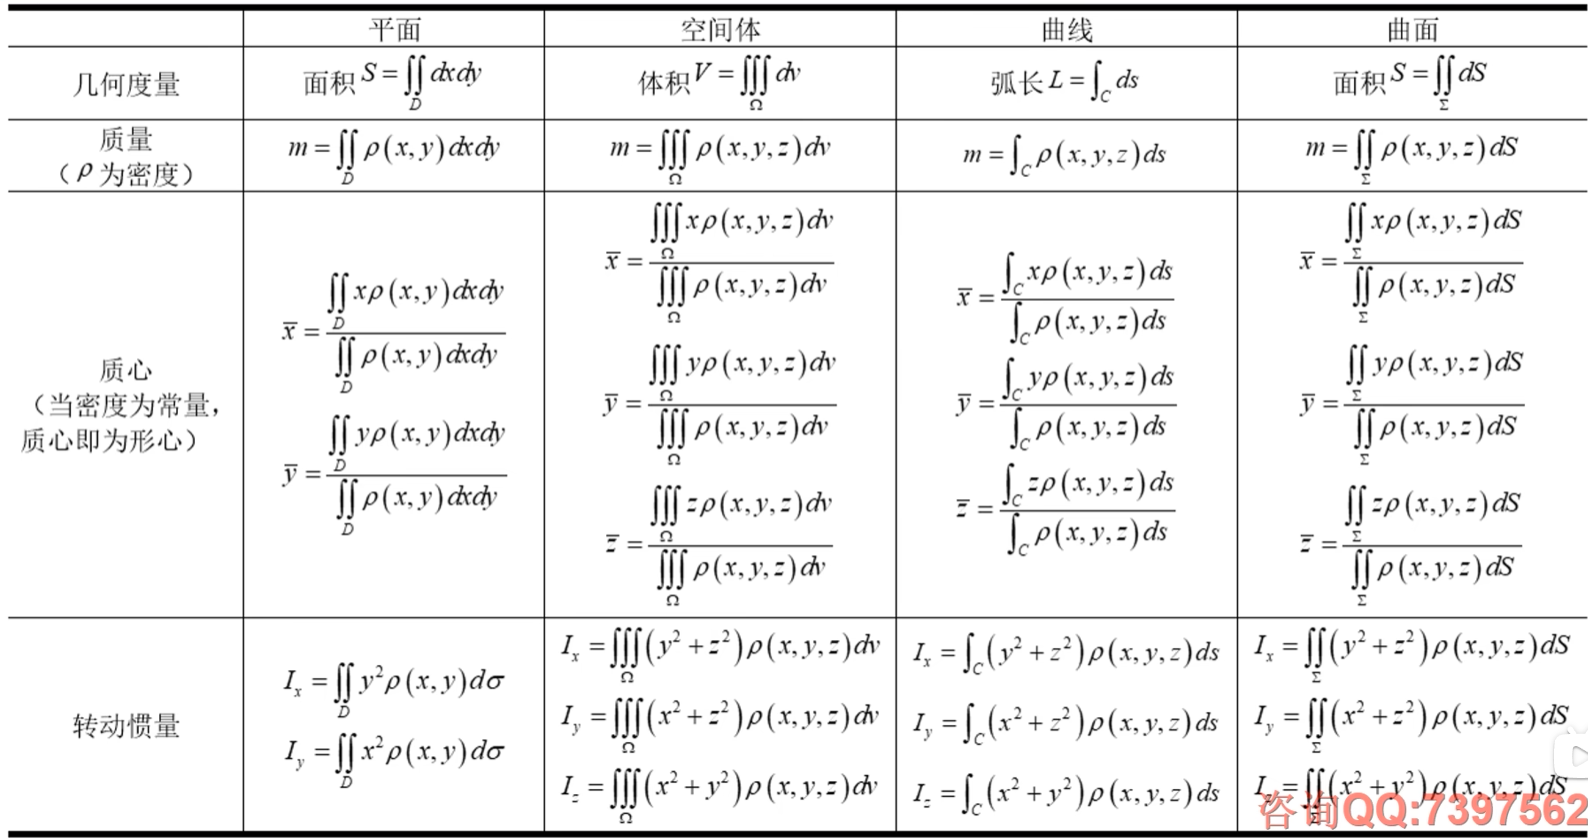 平面 空间体 曲线 曲面
几何度量 面积 S = ∬_D dxdy 体积 V = ∭_Ω dv 弧长 L = ∫_C ds 面积 S = ∬_Σ dS
质量
（ρ 为密度） m = ∬_D ρ(x,y)dxdy m = ∭_Ω ρ(x,y,z)dv m = ∫_C ρ(x,y,z)ds m = ∬_Σ ρ(x,y,z)dS
质心
（当密度为常量，
质心即为形心）
x̄ = ∬_D xρ(x,y)dxdy / ∬_D ρ(x,y)dxdy
ȳ = ∬_D yρ(x,y)dxdy / ∬_D ρ(x,y)dxdy
x̄ = ∭_Ω xρ(x,y,z)dv / ∭_Ω ρ(x,y,z)dv
ȳ = ∭_Ω yρ(x,y,z)dv / ∭_Ω ρ(x,y,z)dv
z̄ = ∭_Ω zρ(x,y,z)dv / ∭_Ω ρ(x,y,z)dv
x̄ = ∫_C xρ(x,y,z)ds / ∫_C ρ(x,y,z)ds
ȳ = ∫_C yρ(x,y,z)ds / ∫_C ρ(x,y,z)ds
z̄ = ∫_C zρ(x,y,z)ds / ∫_C ρ(x,y,z)ds
x̄ = ∬_Σ xρ(x,y,z)dS / ∬_Σ ρ(x,y,z)dS
ȳ = ∬_Σ yρ(x,y,z)dS / ∬_Σ ρ(x,y,z)dS
z̄ = ∬_Σ zρ(x,y,z)dS / ∬_Σ ρ(x,y,z)dS
转动惯量
I_x = ∬_D y²ρ(x,y)dσ
I_y = ∬_D x²ρ(x,y)dσ
I_x = ∭_Ω (y²+z²)ρ(x,y,z)dv
I_y = ∭_Ω (x²+z²)ρ(x,y,z)dv
I_z = ∭_Ω (x²+y²)ρ(x,y,z)dv
I_x = ∫_C (y²+z²)ρ(x,y,z)ds
I_y = ∫_C (x²+z²)ρ(x,y,z)ds
I_z = ∫_C (x²+y²)ρ(x,y,z)ds
I_x = ∬_Σ (y²+z²)ρ(x,y,z)dS
I_y = ∬_Σ (x²+z²)ρ(x,y,z)dS
I_z = ∬_Σ (x²+y²)ρ(x,y,z)dS
咨询QQ:7397562